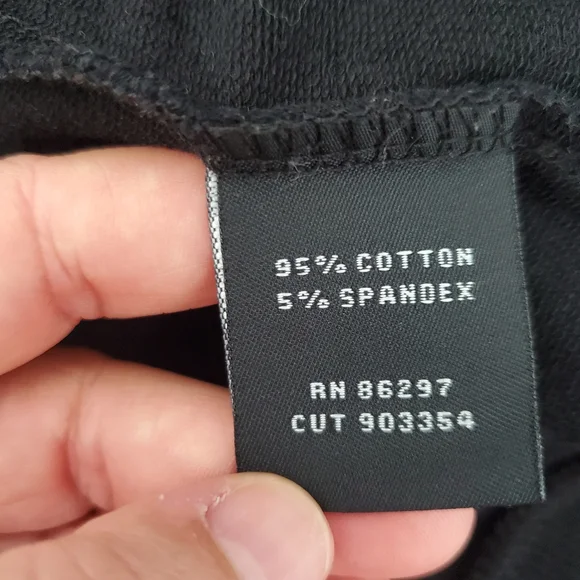 95% COTTON
5% SPANDEX
RN 86297
CUT 903354